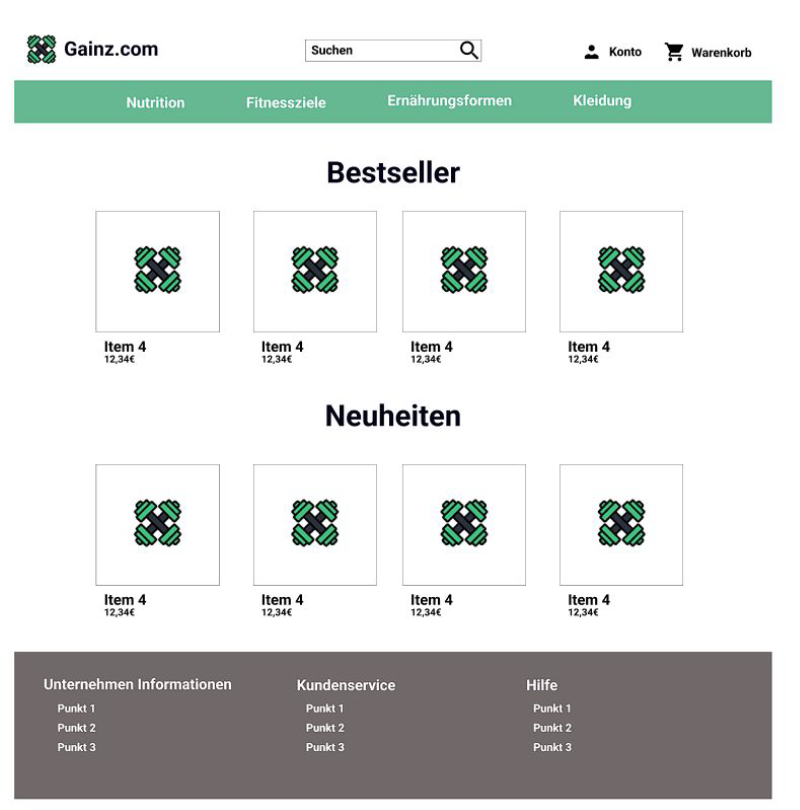 Gainz.com
Suchen
Konto
Warenkorb
Nutrition
Fitnessziele
Ernährungsformen
Kleidung
Bestseller
Item 4
12,34€
Item 4
12,34€
Item 4
12,34€
Item 4
12,34€
Neuheiten
Item 4
12,34€
Item 4
12,34€
Item 4
12,34€
Item 4
12,34€
Unternehmen Informationen
Punkt 1
Punkt 2
Punkt 3
Kundenservice
Punkt 1
Punkt 2
Punkt 3
Hilfe
Punkt 1
Punkt 2
Punkt 3